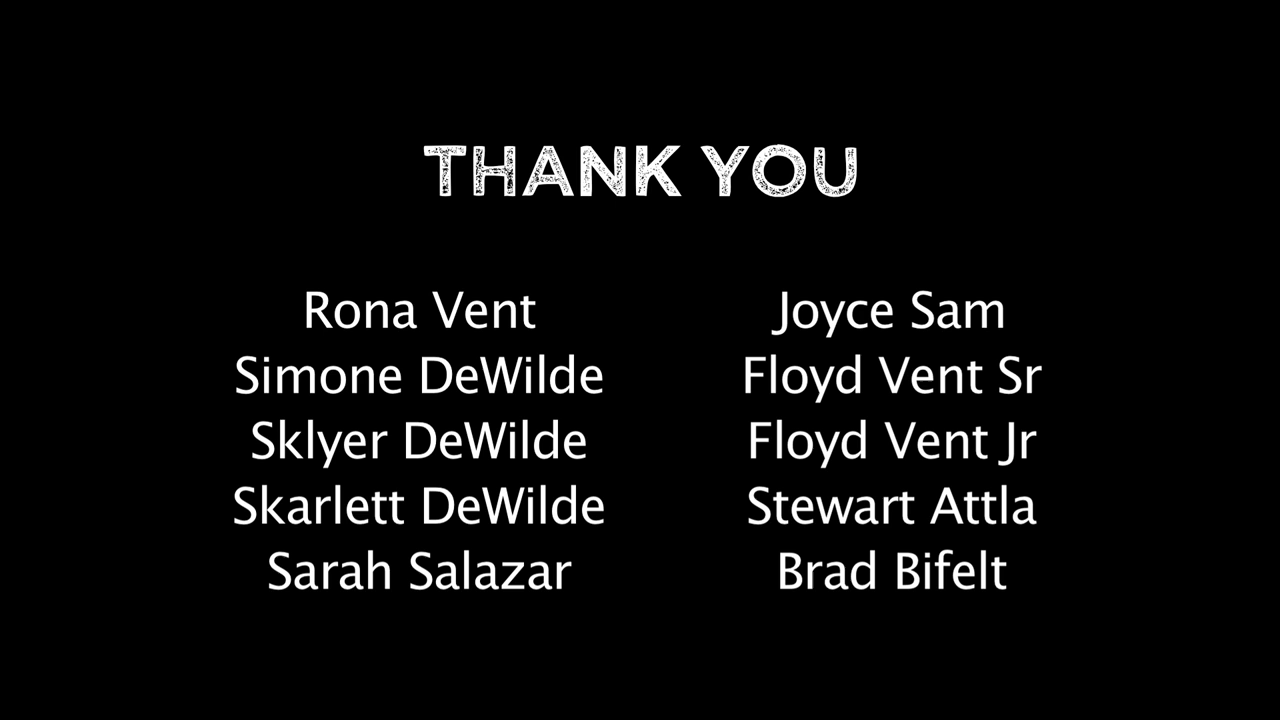 THANK YOU
Rona Vent
Simone DeWilde
Sklyer DeWilde
Skarlett DeWilde
Sarah Salazar
Joyce Sam
Floyd Vent Sr
Floyd Vent Jr
Stewart Attla
Brad Bifelt